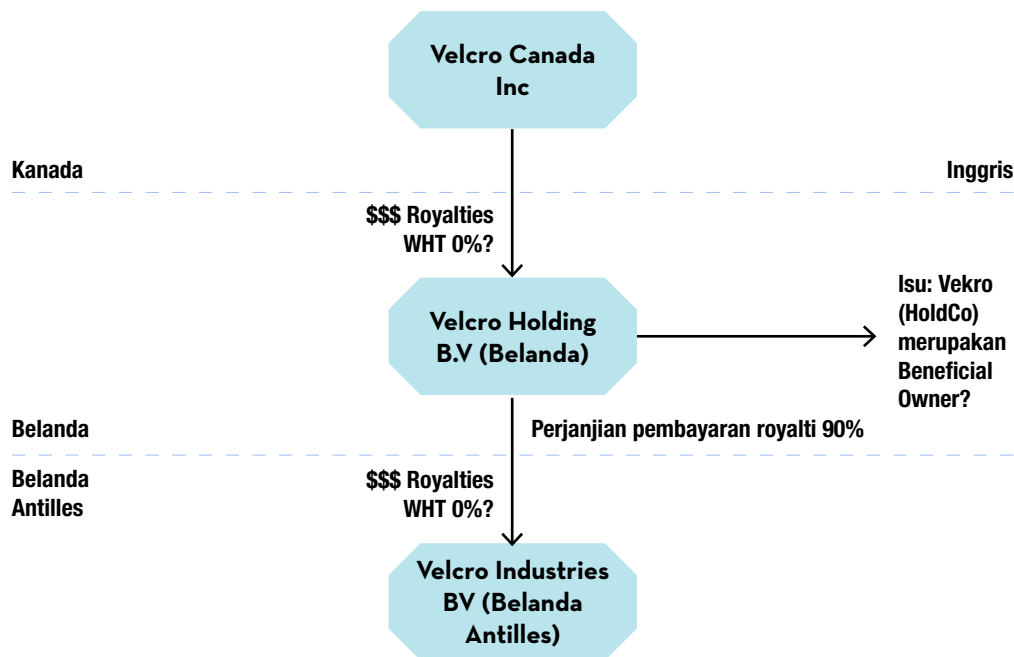 Velcro Canada
Inc
Kanada
Inggris
$$$ Royalties
WHT 0%?
Velcro Holding
B.V (Belanda)
Isu: Vekro
(HoldCo)
merupakan
Beneficial
Owner?
Belanda
Perjanjian pembayaran royalti 90%
Belanda
Antilles
$$$ Royalties
WHT 0%?
Velcro Industries
BV (Belanda
Antilles)